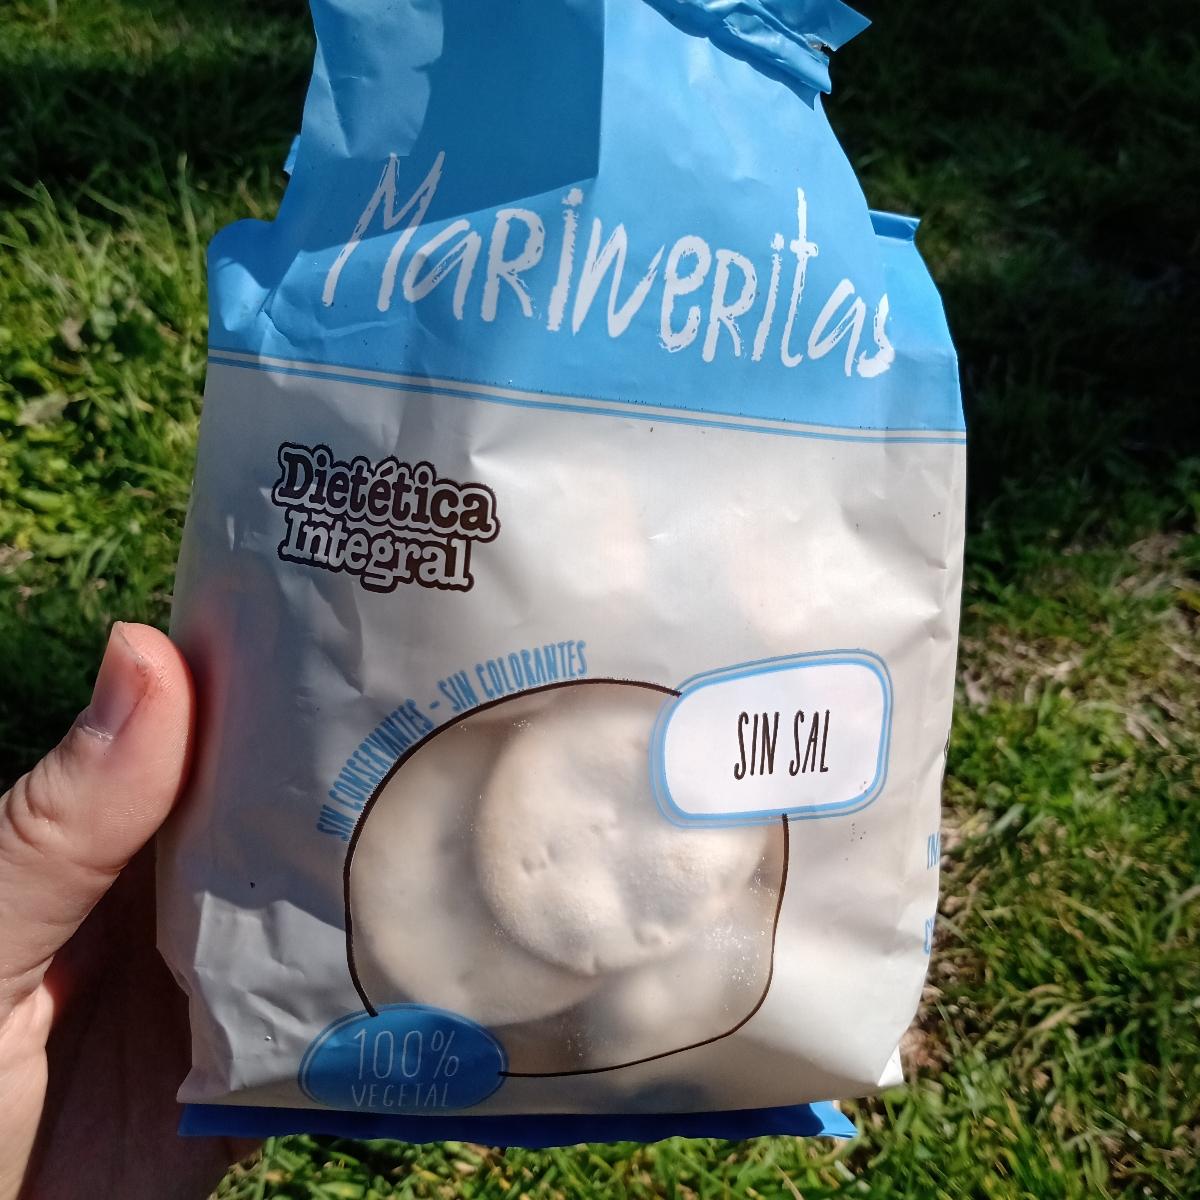 Marineritas
Dietética
Integral
SIN CONSERVANTES - SIN COLORANTES
SIN SAL
100%
VEGETAL